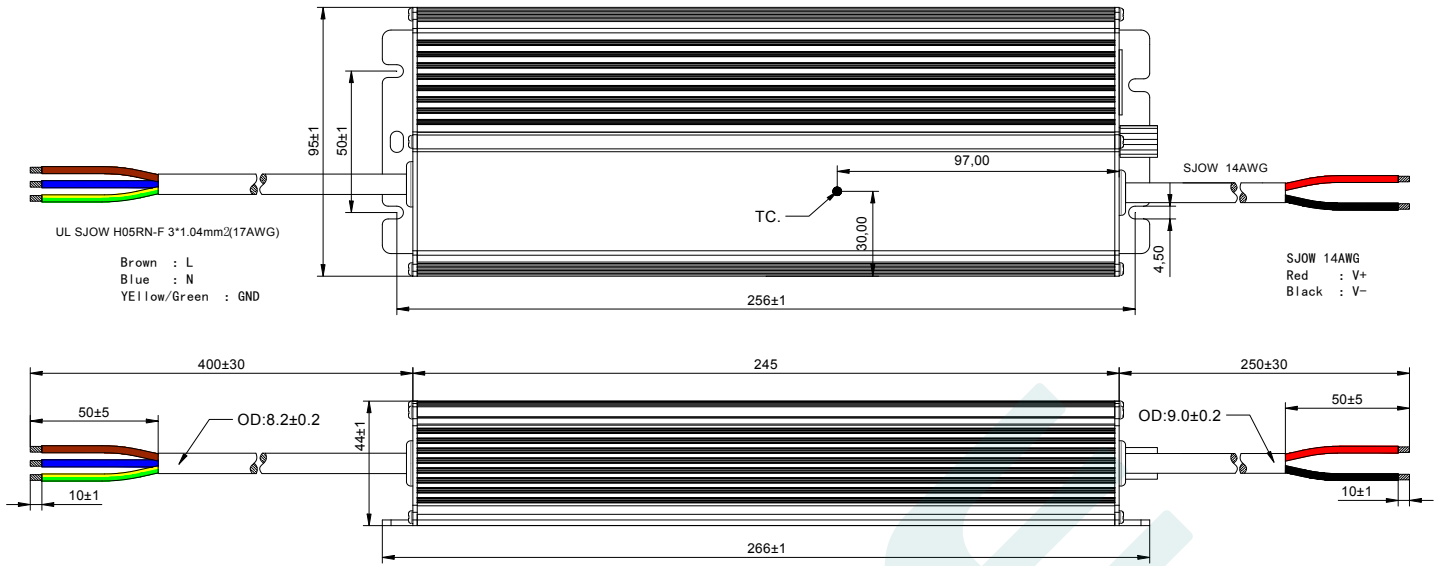 95±1
50±1
97,00
SJOW 14AWG
TC.
30,00
4,50
UL SJOW H05RN-F 3*1.04mm2(17AWG)
Brown : L
Blue : N
YEllow/Green : GND
SJOW 14AWG
Red : V+
Black : V-
256±1
400±30
245
250±30
50±5
OD:8.2±0.2
44±1
OD:9.0±0.2
50±5
10±1
10±1
266±1